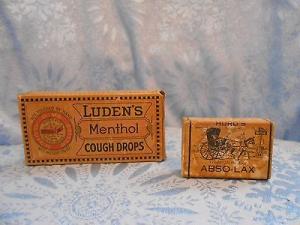 LUDEN'S
Menthol
COUGH DROPS
HURD'S
ABSO-LAX